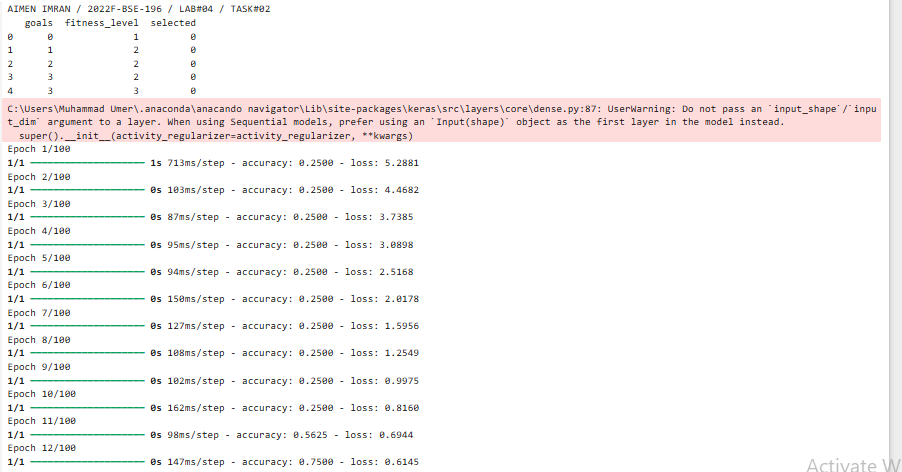 AIMEN IMRAN / 2022F-BSE-196 / LAB#04 / TASK#02
goals fitness_level selected
0 0 1 0
1 1 2 0
2 2 2 0
3 3 2 0
4 3 3 0
C:\Users\Muhammad Umer\.anaconda\anacando navigator\Lib\site-packages\keras\src\layers\core\dense.py:87: UserWarning: Do not pass an `input_shape`/`inpu
t_dim` argument to a layer. When using Sequential models, prefer using an `Input(shape)` object as the first layer in the model instead.
super().__init__(activity_regularizer=activity_regularizer, **kwargs)
Epoch 1/100
1/1 ━━━━━━━━━━━━━━━━━━━━ 1s 713ms/step - accuracy: 0.2500 - loss: 5.2881
Epoch 2/100
1/1 ━━━━━━━━━━━━━━━━━━━━ 0s 103ms/step - accuracy: 0.2500 - loss: 4.4682
Epoch 3/100
1/1 ━━━━━━━━━━━━━━━━━━━━ 0s 87ms/step - accuracy: 0.2500 - loss: 3.7385
Epoch 4/100
1/1 ━━━━━━━━━━━━━━━━━━━━ 0s 95ms/step - accuracy: 0.2500 - loss: 3.0898
Epoch 5/100
1/1 ━━━━━━━━━━━━━━━━━━━━ 0s 94ms/step - accuracy: 0.2500 - loss: 2.5168
Epoch 6/100
1/1 ━━━━━━━━━━━━━━━━━━━━ 0s 150ms/step - accuracy: 0.2500 - loss: 2.0178
Epoch 7/100
1/1 ━━━━━━━━━━━━━━━━━━━━ 0s 127ms/step - accuracy: 0.2500 - loss: 1.5956
Epoch 8/100
1/1 ━━━━━━━━━━━━━━━━━━━━ 0s 108ms/step - accuracy: 0.2500 - loss: 1.2549
Epoch 9/100
1/1 ━━━━━━━━━━━━━━━━━━━━ 0s 102ms/step - accuracy: 0.2500 - loss: 0.9975
Epoch 10/100
1/1 ━━━━━━━━━━━━━━━━━━━━ 0s 162ms/step - accuracy: 0.2500 - loss: 0.8160
Epoch 11/100
1/1 ━━━━━━━━━━━━━━━━━━━━ 0s 98ms/step - accuracy: 0.5625 - loss: 0.6944
Epoch 12/100
1/1 ━━━━━━━━━━━━━━━━━━━━ 0s 147ms/step - accuracy: 0.7500 - loss: 0.6145
Activate W